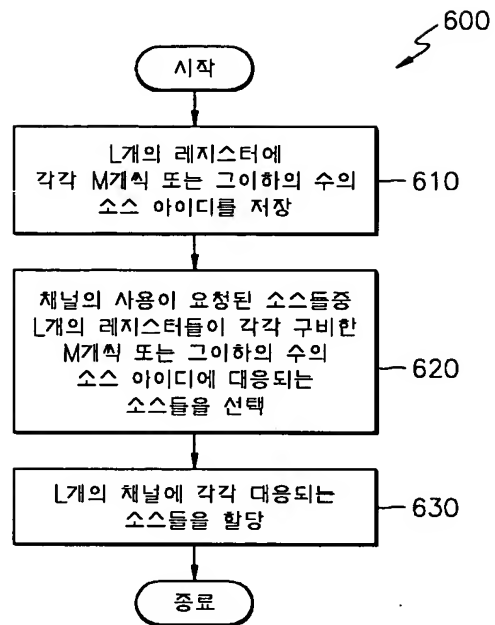 600
시작
L개의 레지스터에
각각 M개씩 또는 그이하의 수의
소스 아이디를 저장
610
채널의 사용이 요청된 소스들중
L개의 레지스터들이 각각 구비한
M개씩 또는 그이하의 수의
소스 아이디에 대응되는
소스들을 선택
620
L개의 채널에 각각 대응되는
소스들을 할당
630
종료